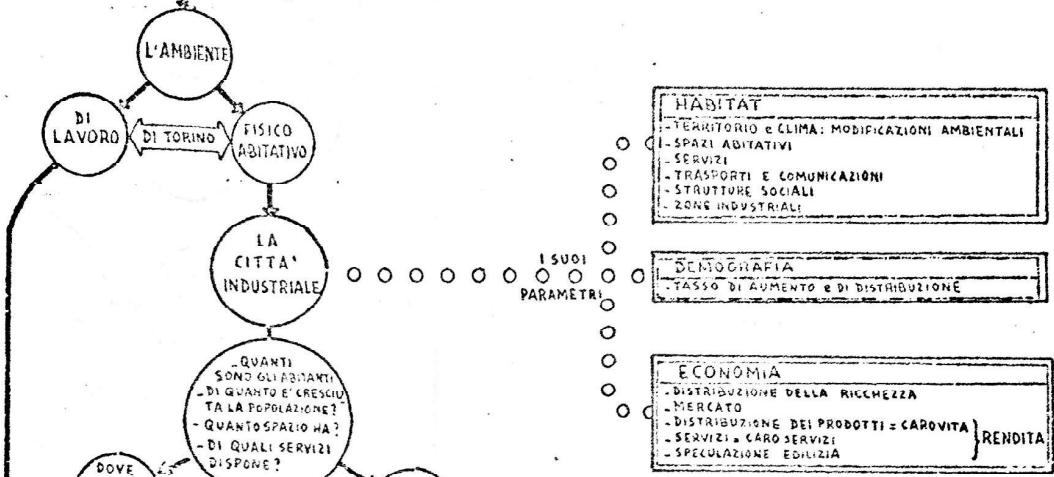 L'AMBIENTE
DI
LAVORO
DI TORINO
FISICO
ABITATIVO
LA
CITTA'
INDUSTRIALE
I SUOI
PARAMETRI
HABITAT
- TERRITORIO e CLIMA: MODIFICAZIONI AMBIENTALI
- SPAZI ABITATIVI
- SERVIZI
- TRASPORTI E COMUNICAZIONI
- STRUTTURE SOCIALI
- ZONE INDUSTRIALI
DEMOGRAFIA
- TASSO DI AUMENTO e DI DISTRIBUZIONE
ECONOMIA
- DISTRIBUZIONE DELLA RICCHEZZA
- MERCATO
- DISTRIBUZIONE DEI PRODOTTI = CAROVITA
- SERVIZI = CARO SERVIZI
- SPECULAZIONE EDILIZIA
RENDITA
- QUANTI
SONO GLI ABITANTI
- DI QUANTO E' CRESCIU
TA LA POPOLAZIONE?
- QUANTO SPAZIO HA?
- DI QUALI SERVIZI
DISPONE?
DOVE